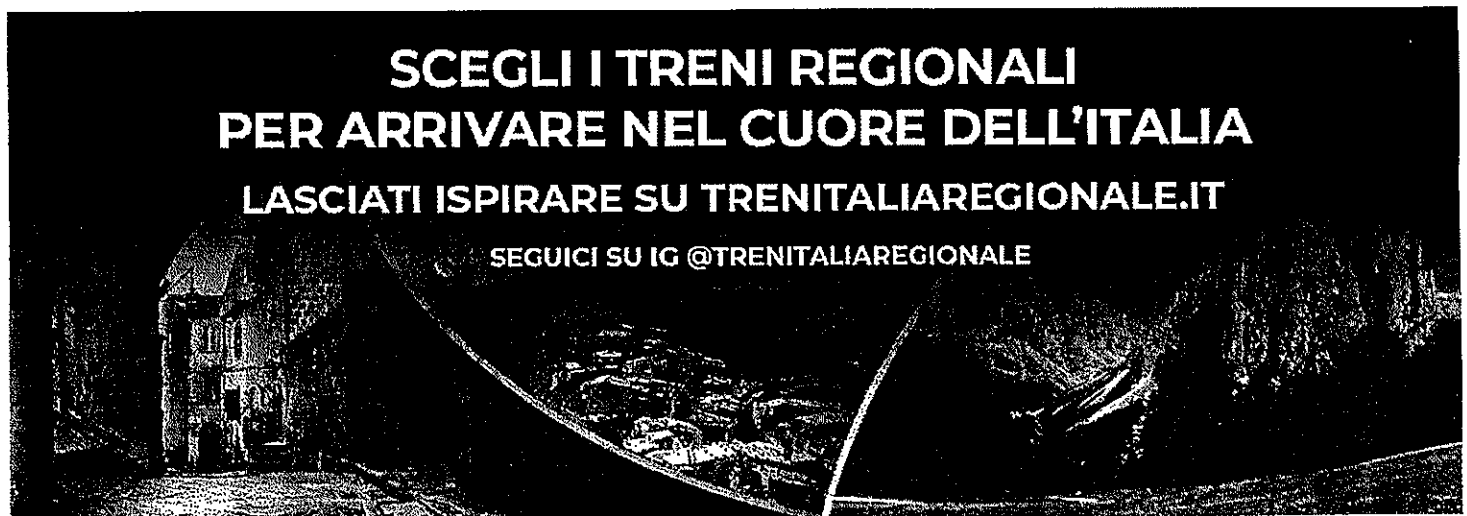 SCEGLI I TRENI REGIONALI
PER ARRIVARE NEL CUORE DELL'ITALIA
LASCIATI ISPIRARE SU TRENITALIAREGIONALE.IT
SEGUICI SU IG @TRENITALIAREGIONALE